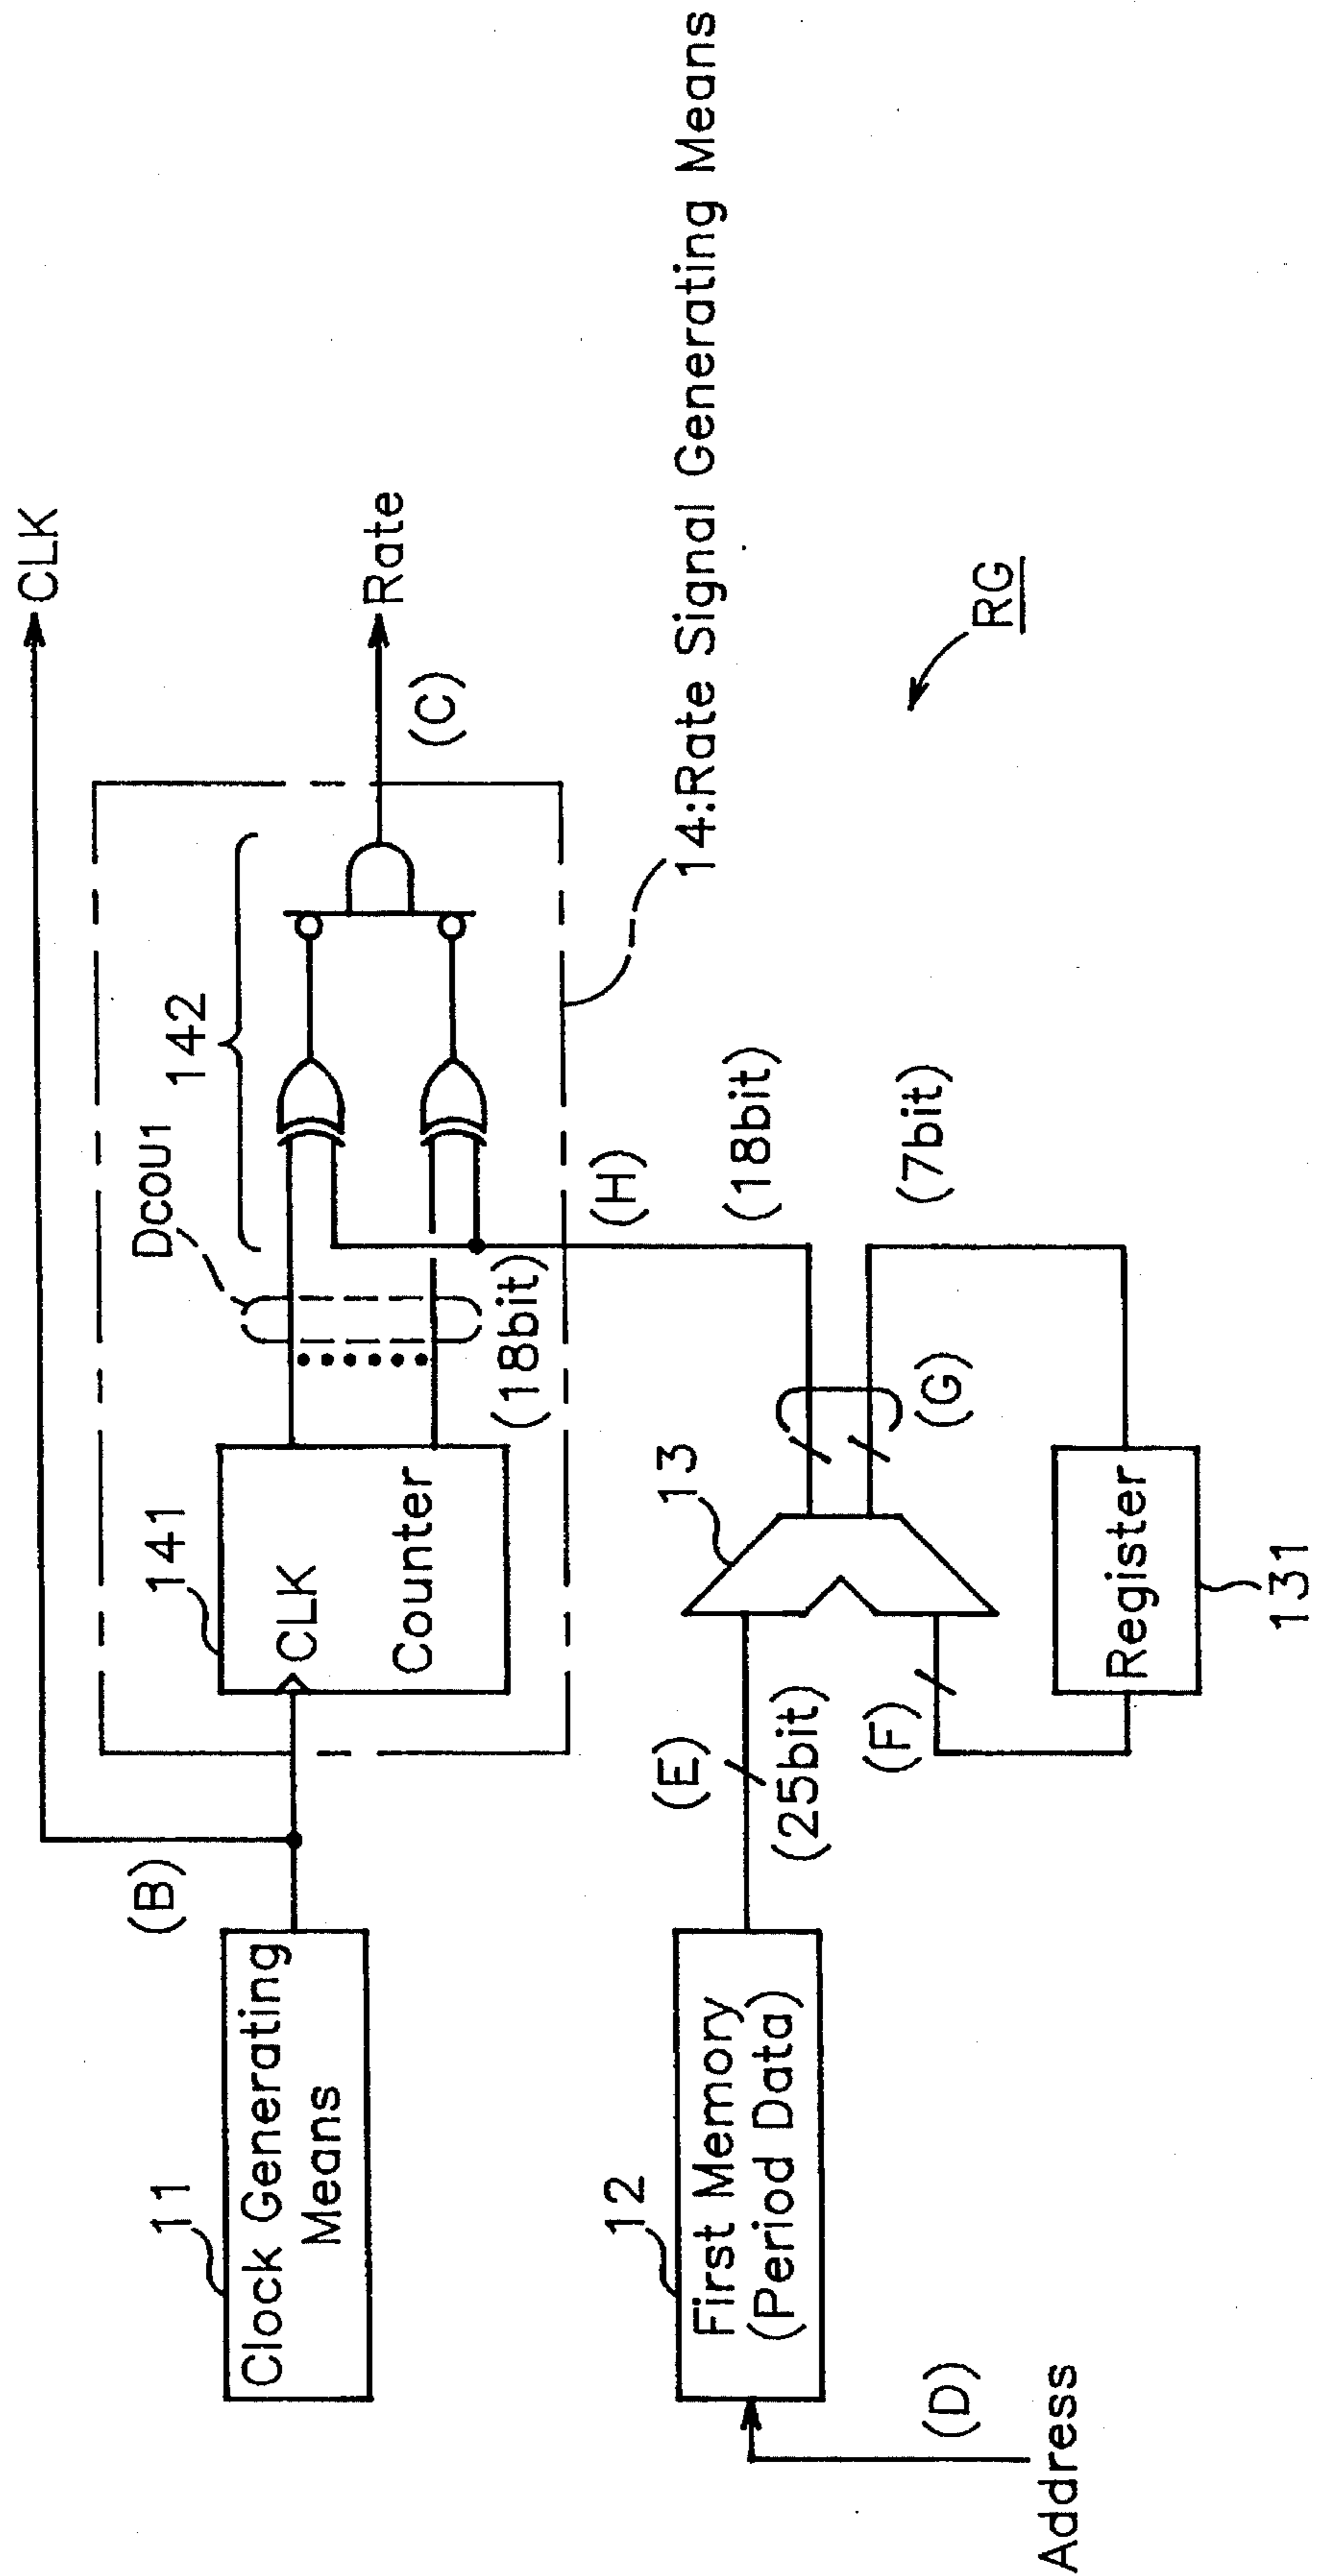 CLK
Rate
(C)
14:Rate Signal Generating Means
RG
142
Dcou1
(H)
(18bit)
(18bit)
(7bit)
(G)
141
CLK
Counter
13
Register
131
(B)
(E)
(25bit)
(F)
11
Clock Generating
Means
12
First Memory
(Period Data)
(D)
Address